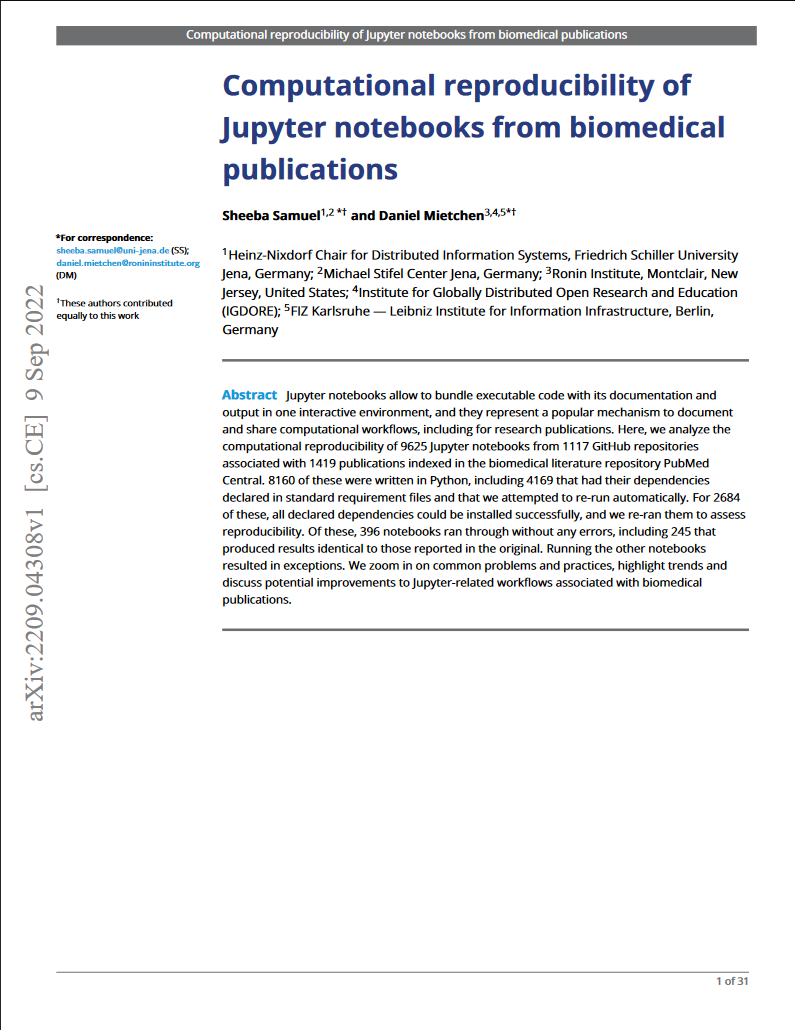 Computational reproducibility of Jupyter notebooks from biomedical publications
Computational reproducibility of
Jupyter notebooks from biomedical
publications
Sheeba Samuel1,2 *† and Daniel Mietchen3,4,5*†
*For correspondence:
sheeba.samuel@uni-jena.de (SS);
daniel.mietchen@ronininstitute.org
(DM)
†These authors contributed
equally to this work
1Heinz-Nixdorf Chair for Distributed Information Systems, Friedrich Schiller University
Jena, Germany; 2Michael Stifel Center Jena, Germany; 3Ronin Institute, Montclair, New
Jersey, United States; 4Institute for Globally Distributed Open Research and Education
(IGDORE); 5FIZ Karlsruhe — Leibniz Institute for Information Infrastructure, Berlin,
Germany
arXiv:2209.04308v1 [cs.CE] 9 Sep 2022
Abstract Jupyter notebooks allow to bundle executable code with its documentation and
output in one interactive environment, and they represent a popular mechanism to document
and share computational workflows, including for research publications. Here, we analyze the
computational reproducibility of 9625 Jupyter notebooks from 1117 GitHub repositories
associated with 1419 publications indexed in the biomedical literature repository PubMed
Central. 8160 of these were written in Python, including 4169 that had their dependencies
declared in standard requirement files and that we attempted to re-run automatically. For 2684
of these, all declared dependencies could be installed successfully, and we re-ran them to assess
reproducibility. Of these, 396 notebooks ran through without any errors, including 245 that
produced results identical to those reported in the original. Running the other notebooks
resulted in exceptions. We zoom in on common problems and practices, highlight trends and
discuss potential improvements to Jupyter-related workflows associated with biomedical
publications.
1 of 31